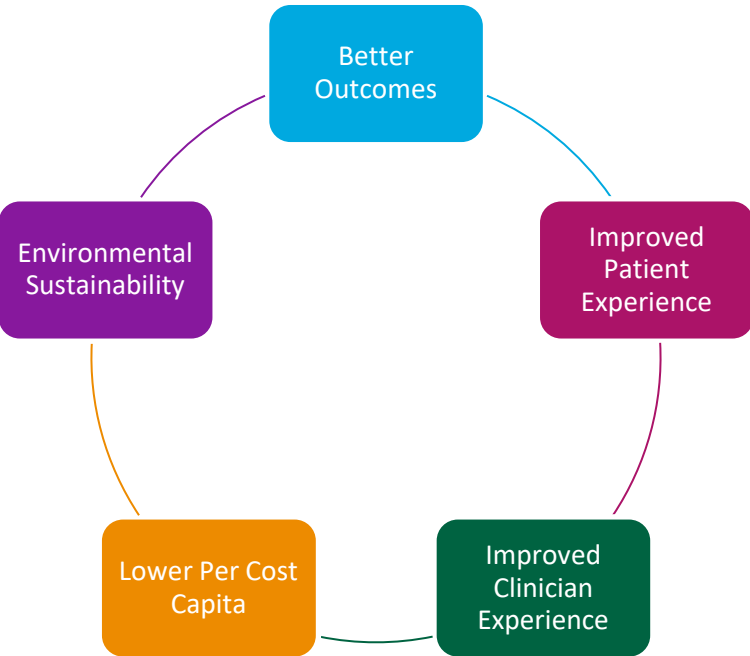 Better
Outcomes
Improved
Patient
Experience
Improved
Clinician
Experience
Lower Per Cost
Capita
Environmental
Sustainability